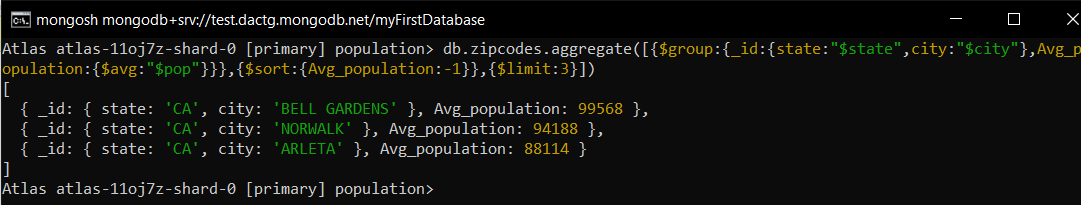 mongosh mongodb+srv://test.dactg.mongodb.net/myFirstDatabase
Atlas atlas-11oj7z-shard-0 [primary] population> db.zipcodes.aggregate([{$group:{_id:{state:"$state",city:"$city"},Avg_p
opulation:{$avg:"$pop"}}},{$sort:{Avg_population:-1}},{$limit:3}])
[
  { _id: { state: 'CA', city: 'BELL GARDENS' }, Avg_population: 99568 },
  { _id: { state: 'CA', city: 'NORWALK' }, Avg_population: 94188 },
  { _id: { state: 'CA', city: 'ARLETA' }, Avg_population: 88114 }
]
Atlas atlas-11oj7z-shard-0 [primary] population>